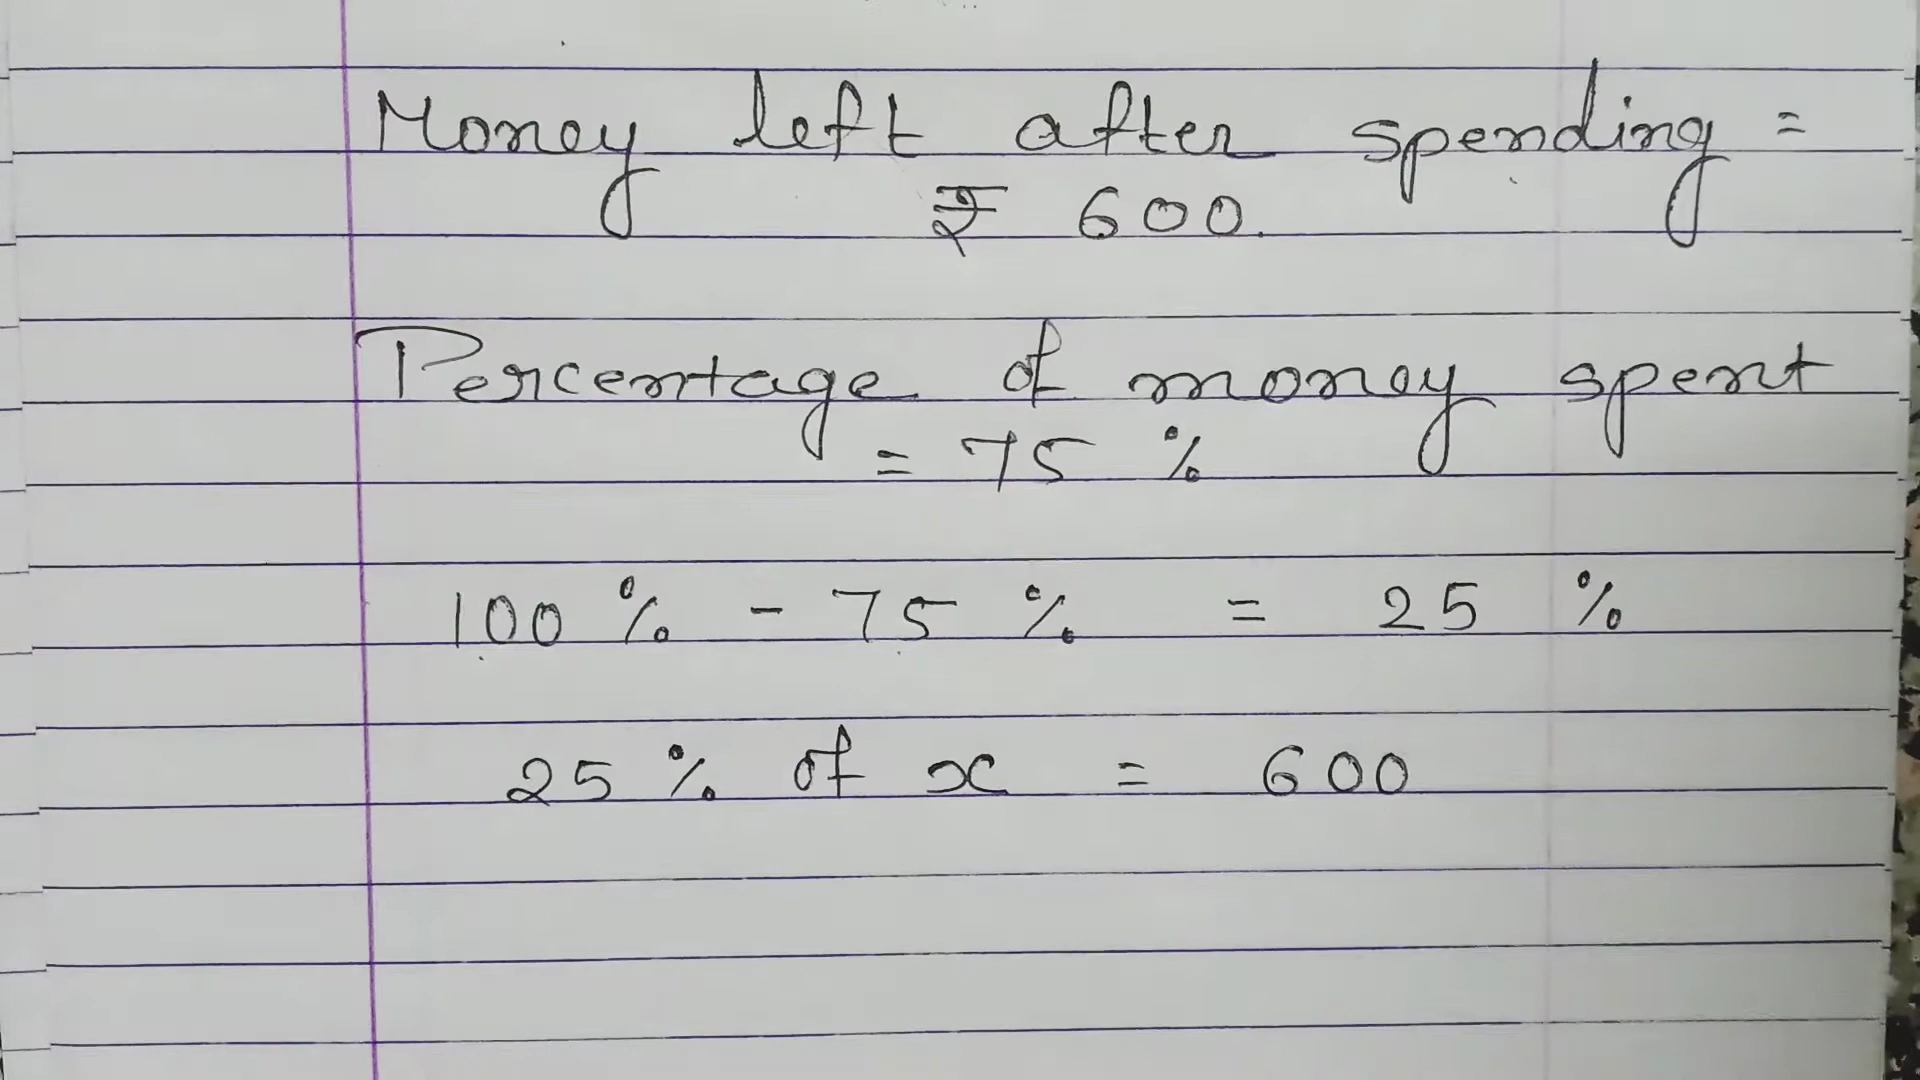 Money left after spending =
₹ 600.
Percentage of money spent
= 75 %
100 % - 75 % = 25 %
25 % of x = 600